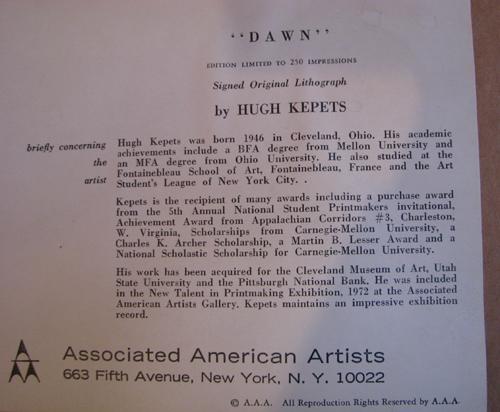 ‘‘DAWN’’
EDITION LIMITED TO 250 IMPRESSIONS
Signed Original Lithograph
by HUGH KEPETS
briefly concerning
the
artist
Hugh Kepets was born 1946 in Cleveland, Ohio. His academic
achievements include a BFA degree from Mellon University and
an MFA degree from Ohio University. He also studied at the
Fontainebleau School of Art, Fontainebleau, France and the Art
Student's League of New York City. .
Kepets is the recipient of many awards including a purchase award
from the 5th Annual National Student Printmakers invitational,
Achievement Award from Appalachian Corridors #3, Charleston,
W. Virginia, Scholarships from Carnegie-Mellon University, a
Charles K. Archer Scholarship, a Martin B. Lesser Award and a
National Scholastic Scholarship for Carnegie-Mellon University.
His work has been acquired for the Cleveland Museum of Art, Utah
State University and the Pittsburgh National Bank. He was included
in the New Talent in Printmaking Exhibition, 1972 at the Associated
American Artists Gallery. Kepets maintains an impressive exhibition
record.
Associated American Artists
663 Fifth Avenue, New York, N. Y. 10022
© A.A.A. All Reproduction Rights Reserved by A.A.A.